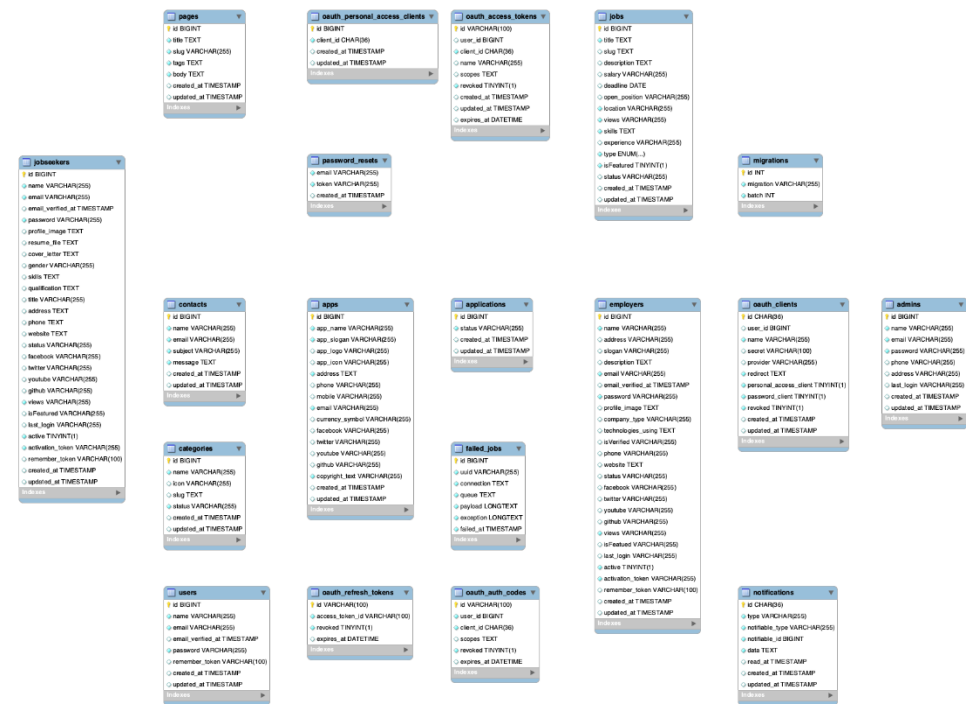 pages
id BIGINT
title TEXT
slug VARCHAR(255)
tags TEXT
body TEXT
created_at TIMESTAMP
updated_at TIMESTAMP
Indexes
oauth_personal_access_clients
id BIGINT
client_id CHAR(36)
created_at TIMESTAMP
updated_at TIMESTAMP
Indexes
oauth_access_tokens
id VARCHAR(100)
user_id BIGINT
client_id CHAR(36)
name VARCHAR(255)
scopes TEXT
revoked TINYINT(1)
created_at TIMESTAMP
updated_at TIMESTAMP
expires_at DATETIME
Indexes
jobs
id BIGINT
title TEXT
slug TEXT
description TEXT
salary VARCHAR(255)
deadline DATE
open_position VARCHAR(255)
location VARCHAR(255)
views VARCHAR(255)
skills TEXT
experience VARCHAR(255)
type ENUM(...)
isFeatured TINYINT(1)
status VARCHAR(255)
created_at TIMESTAMP
updated_at TIMESTAMP
Indexes
jobseekers
id BIGINT
name VARCHAR(255)
email VARCHAR(255)
email_verified_at TIMESTAMP
password VARCHAR(255)
profile_image TEXT
resume_file TEXT
cover_letter TEXT
gender VARCHAR(255)
skills TEXT
qualification TEXT
title VARCHAR(255)
address TEXT
phone TEXT
website TEXT
status VARCHAR(255)
facebook VARCHAR(255)
twitter VARCHAR(255)
youtube VARCHAR(255)
github VARCHAR(255)
views VARCHAR(255)
isFeatured VARCHAR(255)
last_login VARCHAR(255)
active TINYINT(1)
activation_token VARCHAR(255)
remember_token VARCHAR(100)
created_at TIMESTAMP
updated_at TIMESTAMP
Indexes
password_resets
email VARCHAR(255)
token VARCHAR(255)
created_at TIMESTAMP
Indexes
migrations
id INT
migration VARCHAR(255)
batch INT
Indexes
contacts
id BIGINT
name VARCHAR(255)
email VARCHAR(255)
subject VARCHAR(255)
message TEXT
created_at TIMESTAMP
updated_at TIMESTAMP
Indexes
apps
id BIGINT
app_name VARCHAR(255)
app_slogan VARCHAR(255)
app_logo VARCHAR(255)
app_icon VARCHAR(255)
address TEXT
phone VARCHAR(255)
mobile VARCHAR(255)
email VARCHAR(255)
currency_symbol VARCHAR(255)
facebook VARCHAR(255)
twitter VARCHAR(255)
youtube VARCHAR(255)
github VARCHAR(255)
copyright_text VARCHAR(255)
created_at TIMESTAMP
updated_at TIMESTAMP
Indexes
applications
id BIGINT
status VARCHAR(255)
created_at TIMESTAMP
updated_at TIMESTAMP
Indexes
employers
id BIGINT
name VARCHAR(255)
address VARCHAR(255)
slogan VARCHAR(255)
description TEXT
email VARCHAR(255)
email_verified_at TIMESTAMP
password VARCHAR(255)
profile_image TEXT
company_type VARCHAR(255)
technologies_using TEXT
isVerified VARCHAR(255)
phone VARCHAR(255)
website TEXT
status VARCHAR(255)
facebook VARCHAR(255)
twitter VARCHAR(255)
youtube VARCHAR(255)
github VARCHAR(255)
views VARCHAR(255)
isFeatued VARCHAR(255)
last_login VARCHAR(255)
active TINYINT(1)
activation_token VARCHAR(255)
remember_token VARCHAR(100)
created_at TIMESTAMP
updated_at TIMESTAMP
Indexes
oauth_clients
id CHAR(36)
user_id BIGINT
name VARCHAR(255)
secret VARCHAR(100)
provider VARCHAR(255)
redirect TEXT
personal_access_client TINYINT(1)
password_client TINYINT(1)
revoked TINYINT(1)
created_at TIMESTAMP
updated_at TIMESTAMP
Indexes
admins
id BIGINT
name VARCHAR(255)
email VARCHAR(255)
password VARCHAR(255)
phone VARCHAR(255)
address VARCHAR(255)
last_login VARCHAR(255)
created_at TIMESTAMP
updated_at TIMESTAMP
Indexes
categories
id BIGINT
name VARCHAR(255)
icon VARCHAR(255)
slug TEXT
status VARCHAR(255)
created_at TIMESTAMP
updated_at TIMESTAMP
Indexes
failed_jobs
id BIGINT
uuid VARCHAR(255)
connection TEXT
queue TEXT
payload LONGTEXT
exception LONGTEXT
failed_at TIMESTAMP
Indexes
users
id BIGINT
name VARCHAR(255)
email VARCHAR(255)
email_verified_at TIMESTAMP
password VARCHAR(255)
remember_token VARCHAR(100)
created_at TIMESTAMP
updated_at TIMESTAMP
Indexes
oauth_refresh_tokens
id VARCHAR(100)
access_token_id VARCHAR(100)
revoked TINYINT(1)
expires_at DATETIME
Indexes
oauth_auth_codes
id VARCHAR(100)
user_id BIGINT
client_id CHAR(36)
scopes TEXT
revoked TINYINT(1)
expires_at DATETIME
Indexes
notifications
id CHAR(36)
type VARCHAR(255)
notifiable_type VARCHAR(255)
notifiable_id BIGINT
data TEXT
read_at TIMESTAMP
created_at TIMESTAMP
updated_at TIMESTAMP
Indexes